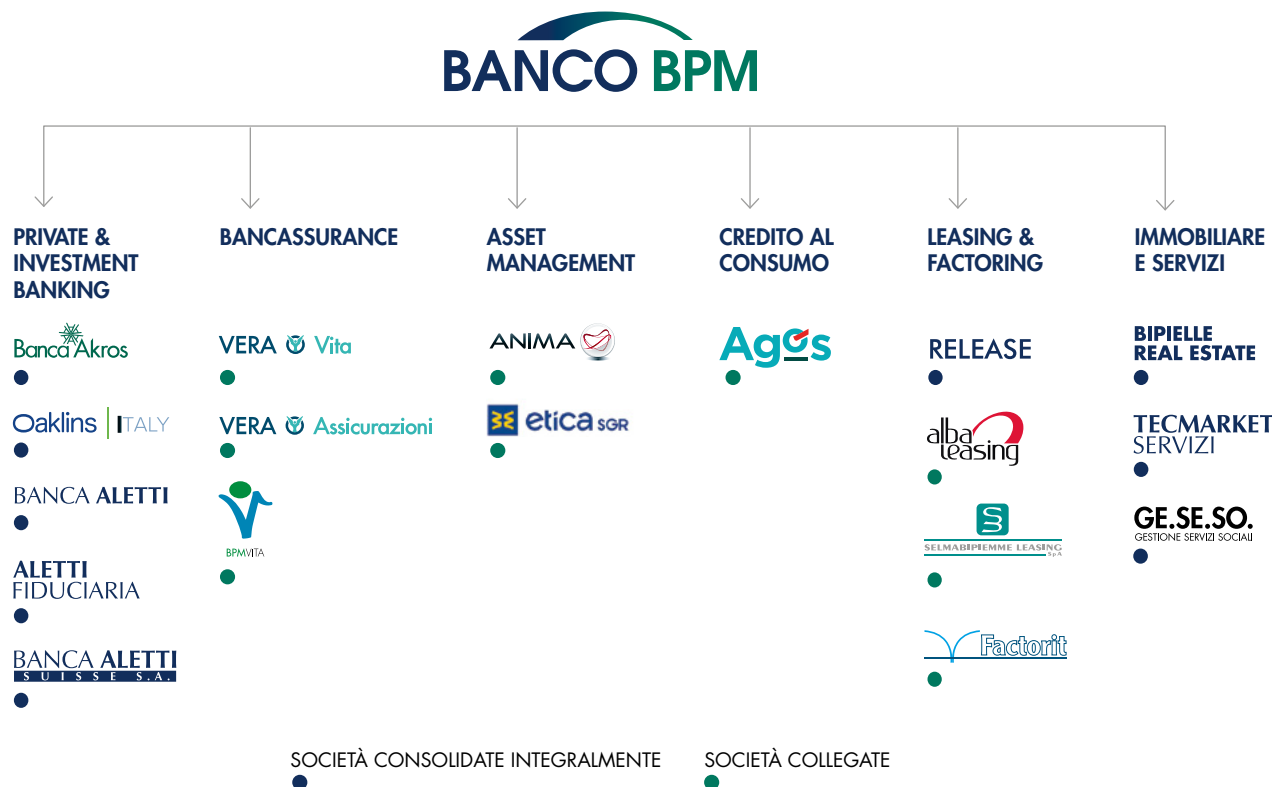 BANCO BPM
PRIVATE &
INVESTMENT
BANKING
Banca Akros
Oaklins | ITALY
BANCA ALETTI
ALETTI
FIDUCIARIA
BANCA ALETTI
SUISSE S.A.
BANCASSURANCE
VERA Vita
VERA Assicurazioni
BPMVITA
ASSET
MANAGEMENT
ANIMA
etica SGR
CREDITO AL
CONSUMO
Agos
LEASING &
FACTORING
RELEASE
alba
leasing
SELMABIPIEMME LEASING
SpA
Factorit
IMMOBILIARE
E SERVIZI
BIPIELLE
REAL ESTATE
TECMARKET
SERVIZI
GE.SE.SO.
GESTIONE SERVIZI SOCIALI
SOCIETÀ CONSOLIDATE INTEGRALMENTE
SOCIETÀ COLLEGATE